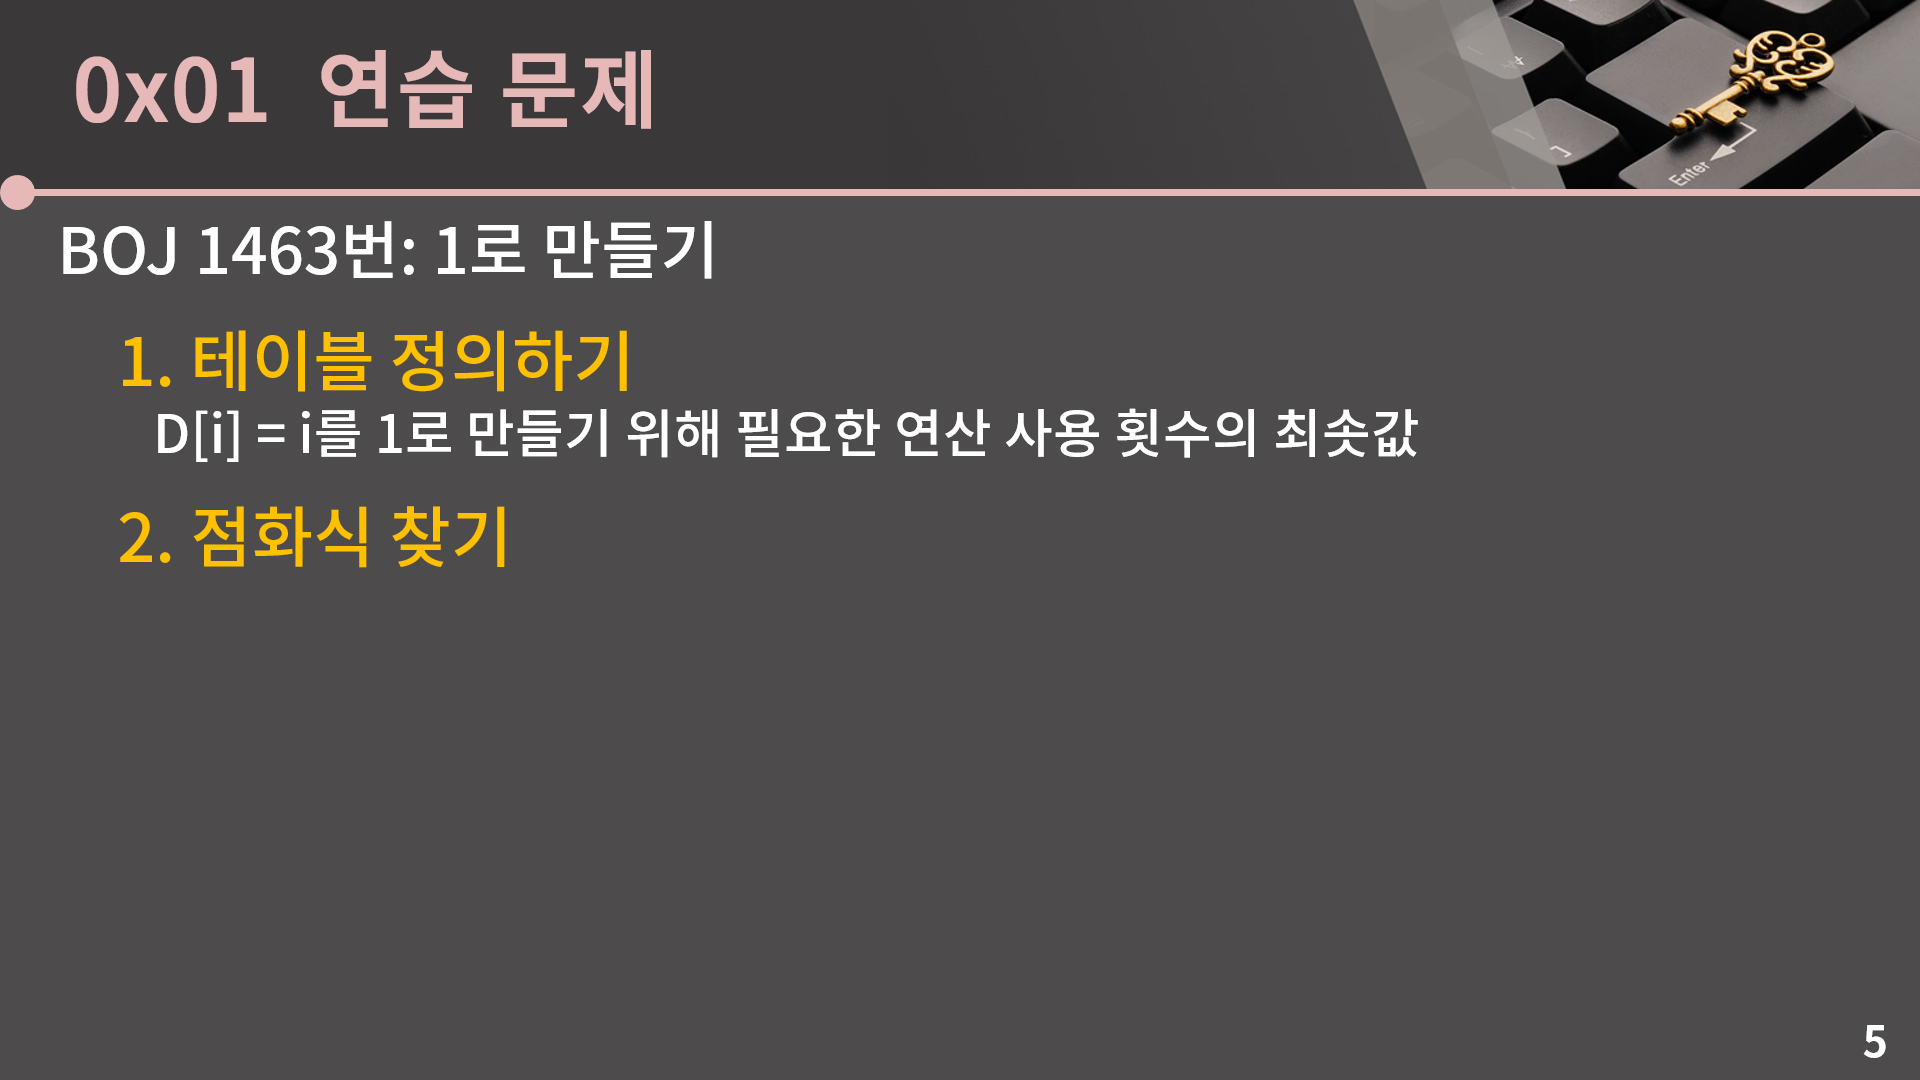 0x01 연습 문제
Enter
BOJ 1463번: 1로 만들기
1. 테이블 정의하기
D[i] = i를 1로 만들기 위해 필요한 연산 사용 횟수의 최솟값
2. 점화식 찾기
5